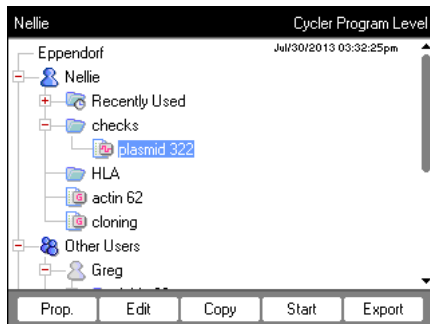 Nellie Cycler Program Level
Eppendorf Jul/30/2013 03:32:25pm
Nellie
Recently Used
checks
plasmid 322
HLA
G actin 62
G cloning
Other Users
Greg
Prop. Edit Copy Start Export